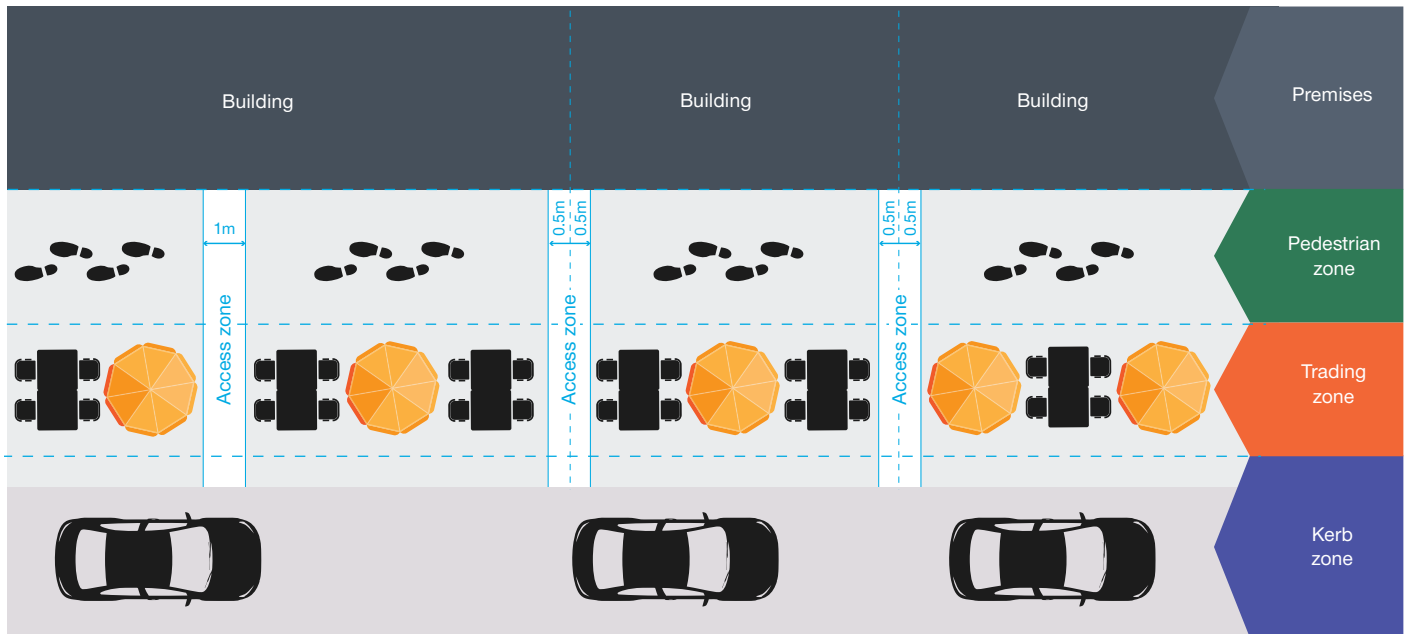 Building
Building
Building
Premises
1m
0.5m
0.5m
0.5m
0.5m
Pedestrian
zone
Access zone
Access zone
Access zone
Trading
zone
Kerb
zone